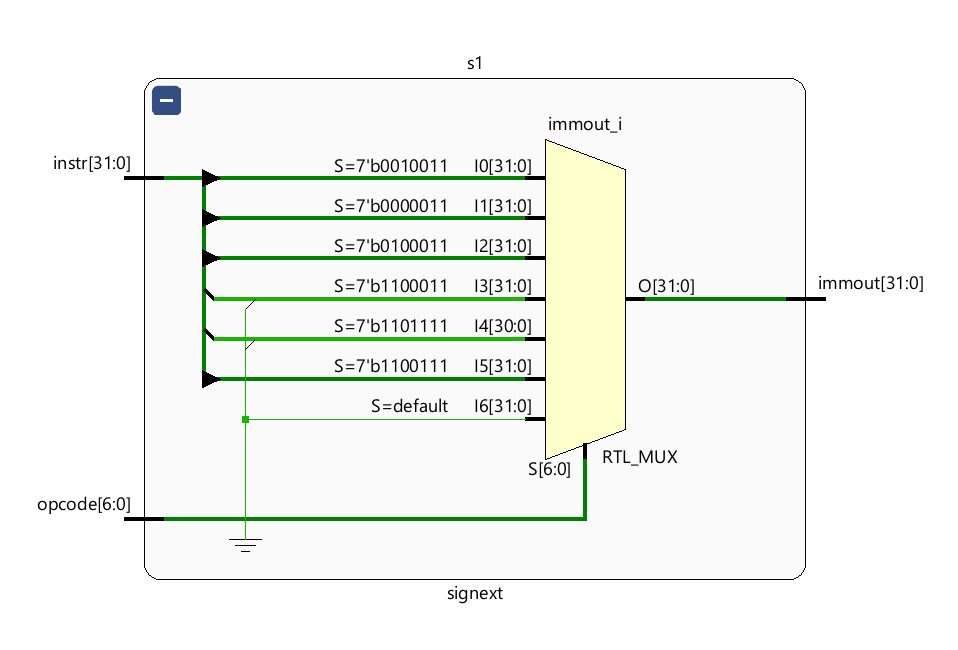 s1
immout_i
instr[31:0]
S=7'b0010011 I0[31:0]
S=7'b0000011 I1[31:0]
S=7'b0100011 I2[31:0]
S=7'b1100011 I3[31:0]
O[31:0]
immout[31:0]
S=7'b1101111 I4[30:0]
S=7'b1100111 I5[31:0]
S=default I6[31:0]
S[6:0]
RTL_MUX
opcode[6:0]
signext